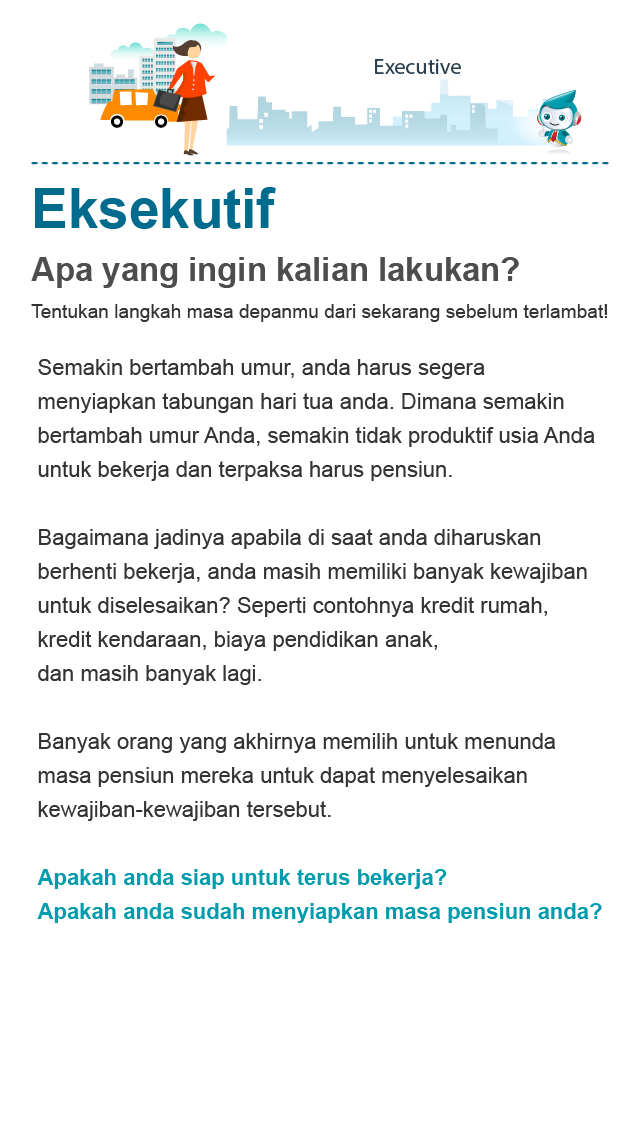 Executive
Eksekutif
Apa yang ingin kalian lakukan?
Tentukan langkah masa depanmu dari sekarang sebelum terlambat!
Semakin bertambah umur, anda harus segera
menyiapkan tabungan hari tua anda. Dimana semakin
bertambah umur Anda, semakin tidak produktif usia Anda
untuk bekerja dan terpaksa harus pensiun.
Bagaimana jadinya apabila di saat anda diharuskan
berhenti bekerja, anda masih memiliki banyak kewajiban
untuk diselesaikan? Seperti contohnya kredit rumah,
kredit kendaraan, biaya pendidikan anak,
dan masih banyak lagi.
Banyak orang yang akhirnya memilih untuk menunda
masa pensiun mereka untuk dapat menyelesaikan
kewajiban-kewajiban tersebut.
Apakah anda siap untuk terus bekerja?
Apakah anda sudah menyiapkan masa pensiun anda?